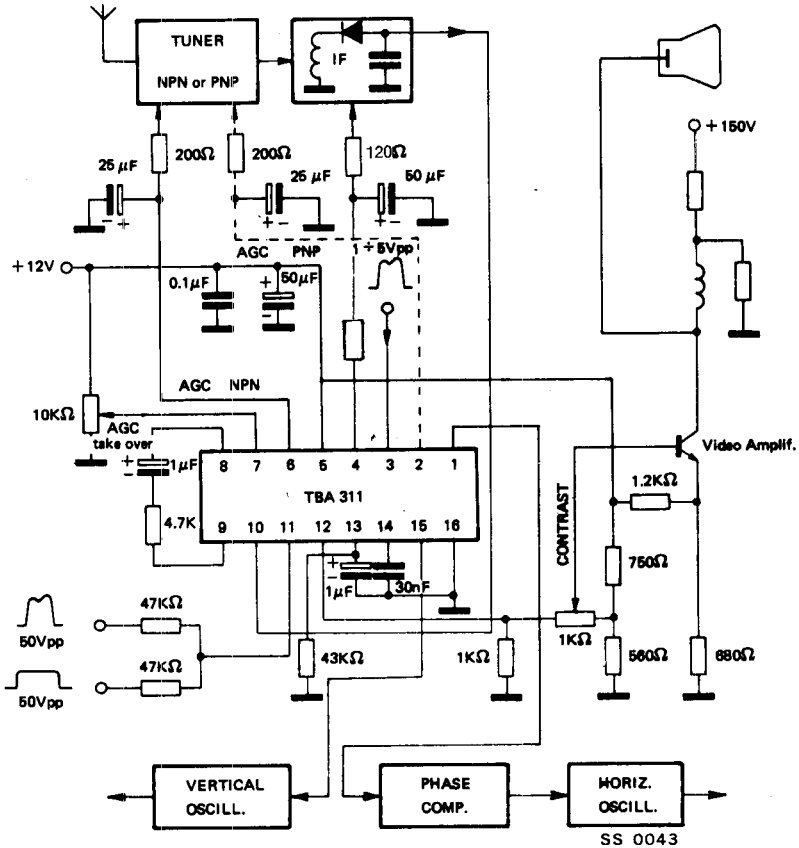 TUNER
NPN or PNP
IF
+150V
200Ω
200Ω
120Ω
25 μF
25 μF
50 μF
- +
+ -
+ -
AGC PNP
1 ÷ 5Vpp
+12V
0.1μF
+
50μF
-
AGC NPN
10KΩ
AGC
take over
+
1μF
-
8 7 6 5 4 3 2 1
TBA 311
9 10 11 12 13 14 15 16
4.7K
Video Amplif.
1.2KΩ
CONTRAST
750Ω
+
-
1μF
30nF
47KΩ
50Vpp
47KΩ
50Vpp
43KΩ
1KΩ
1KΩ
560Ω
680Ω
VERTICAL
OSCILL.
PHASE
COMP.
HORIZ.
OSCILL.
SS 0043